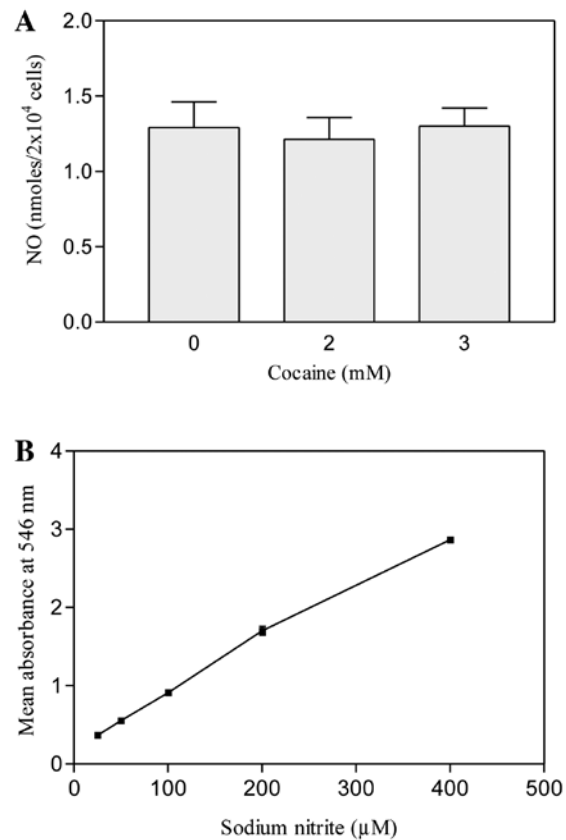 A
NO (nmoles/2x10⁴ cells)
2.0
1.5
1.0
0.5
0.0
0 2 3
Cocaine (mM)
B
Mean absorbance at 546 nm
4
3
2
1
0
0 100 200 300 400 500
Sodium nitrite (µM)